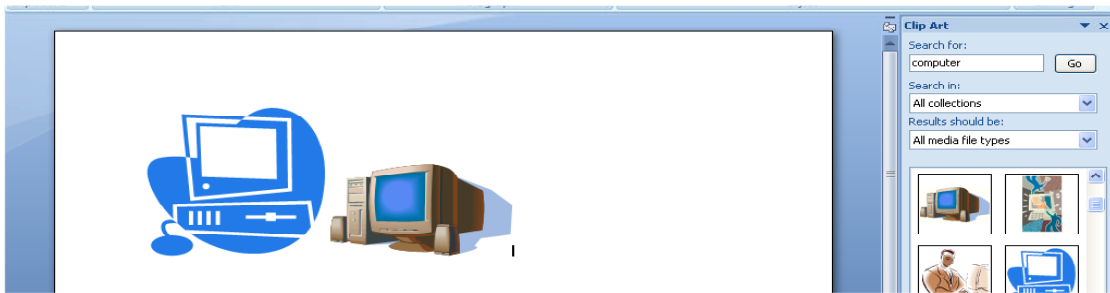 Clip Art
Search for:
computer
Go
Search in:
All collections
Results should be:
All media file types